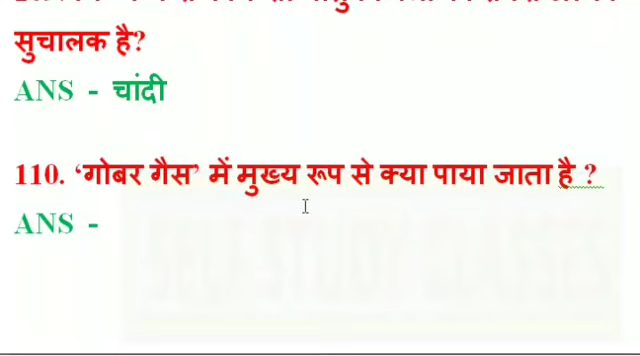 सुचालक है?
ANS - चांदी
110. ‘गोबर गैस’ में मुख्य रूप से क्या पाया जाता है ?
ANS -